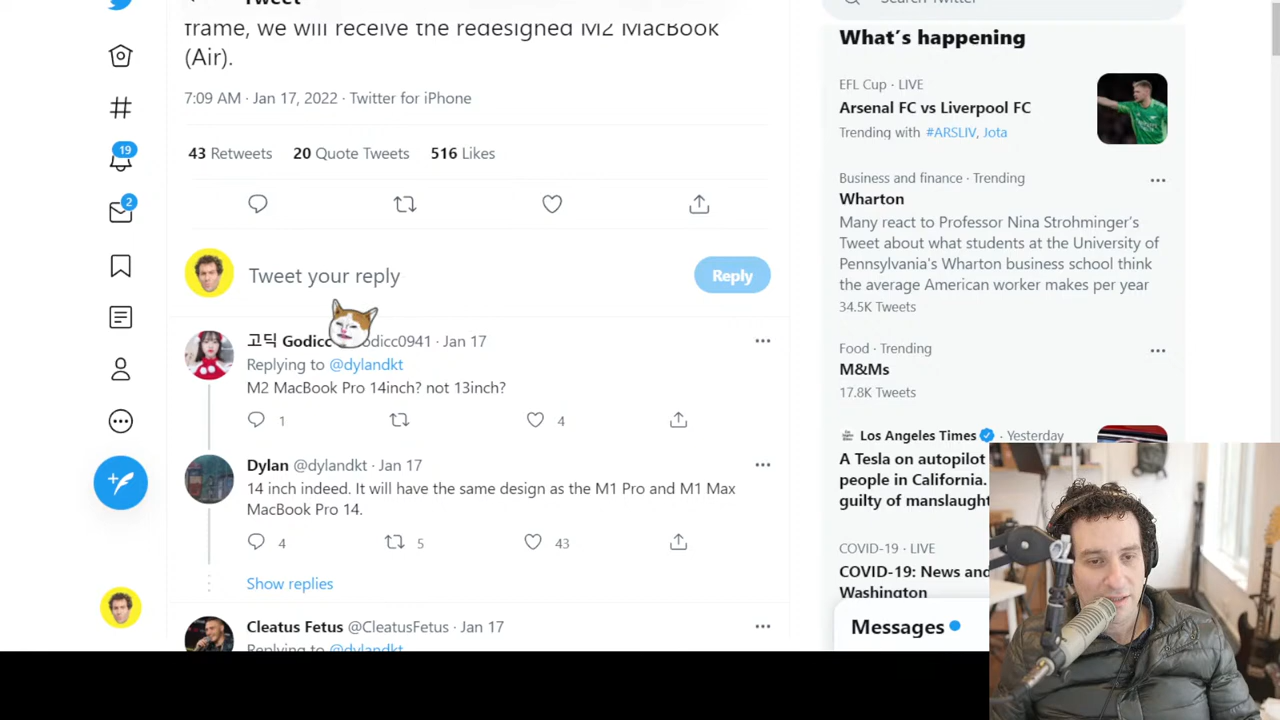 Tweet
Search Twitter
frame, we will receive the redesigned M2 MacBook
(Air).
7:09 AM · Jan 17, 2022 · Twitter for iPhone
43 Retweets 20 Quote Tweets 516 Likes
19
2
Tweet your reply
Reply
고딕 Godicc odicc0941 · Jan 17
Replying to @dylandkt
M2 MacBook Pro 14inch? not 13inch?
1 4
Dylan @dylandkt · Jan 17
14 inch indeed. It will have the same design as the M1 Pro and M1 Max
MacBook Pro 14.
4 5 43
Show replies
Cleatus Fetus @CleatusFetus · Jan 17
Replying to @dylandkt
What's happening
EFL Cup · LIVE
Arsenal FC vs Liverpool FC
Trending with #ARSLIV, Jota
Business and finance · Trending
Wharton
Many react to Professor Nina Strohminger's
Tweet about what students at the University of
Pennsylvania's Wharton business school think
the average American worker makes per year
34.5K Tweets
Food · Trending
M&Ms
17.8K Tweets
Los Angeles Times · Yesterday
A Tesla on autopilot
people in California.
guilty of manslaught
COVID-19 · LIVE
COVID-19: News and
Washington
Messages